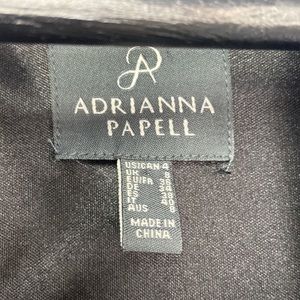 ADRIANNA
PAPELL
US/CAN 4
UK 8
EU/FR 36
DE 34
ES 36
IT 40
AUS 8
MADE IN
CHINA